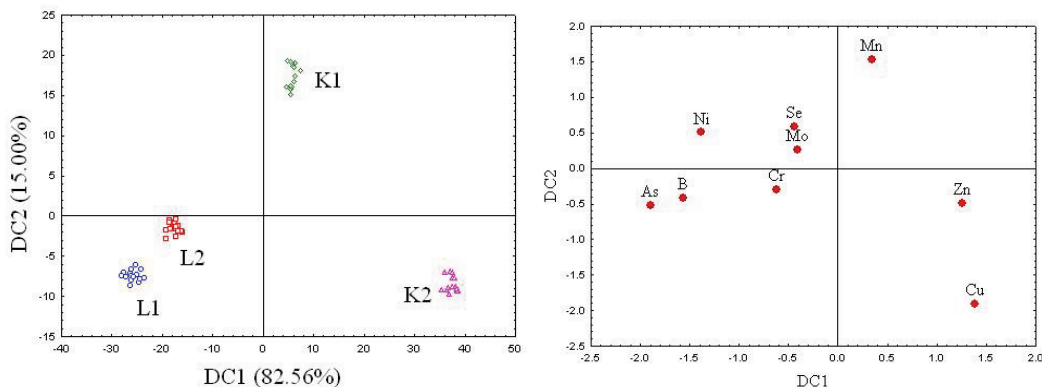 25
20
15
10
5
0
-5
-10
-15
-40 -30 -20 -10 0 10 20 30 40 50
DC2 (15.00%)
DC1 (82.56%)
K1
L2
L1
K2
2.0
1.5
1.0
0.5
0.0
-0.5
-1.0
-1.5
-2.0
-2.5
-2.5 -2.0 -1.5 -1.0 -0.5 0.0 0.5 1.0 1.5 2.0
DC2
DC1
Mn
Se
Ni
Mo
Cr
As
B
Zn
Cu